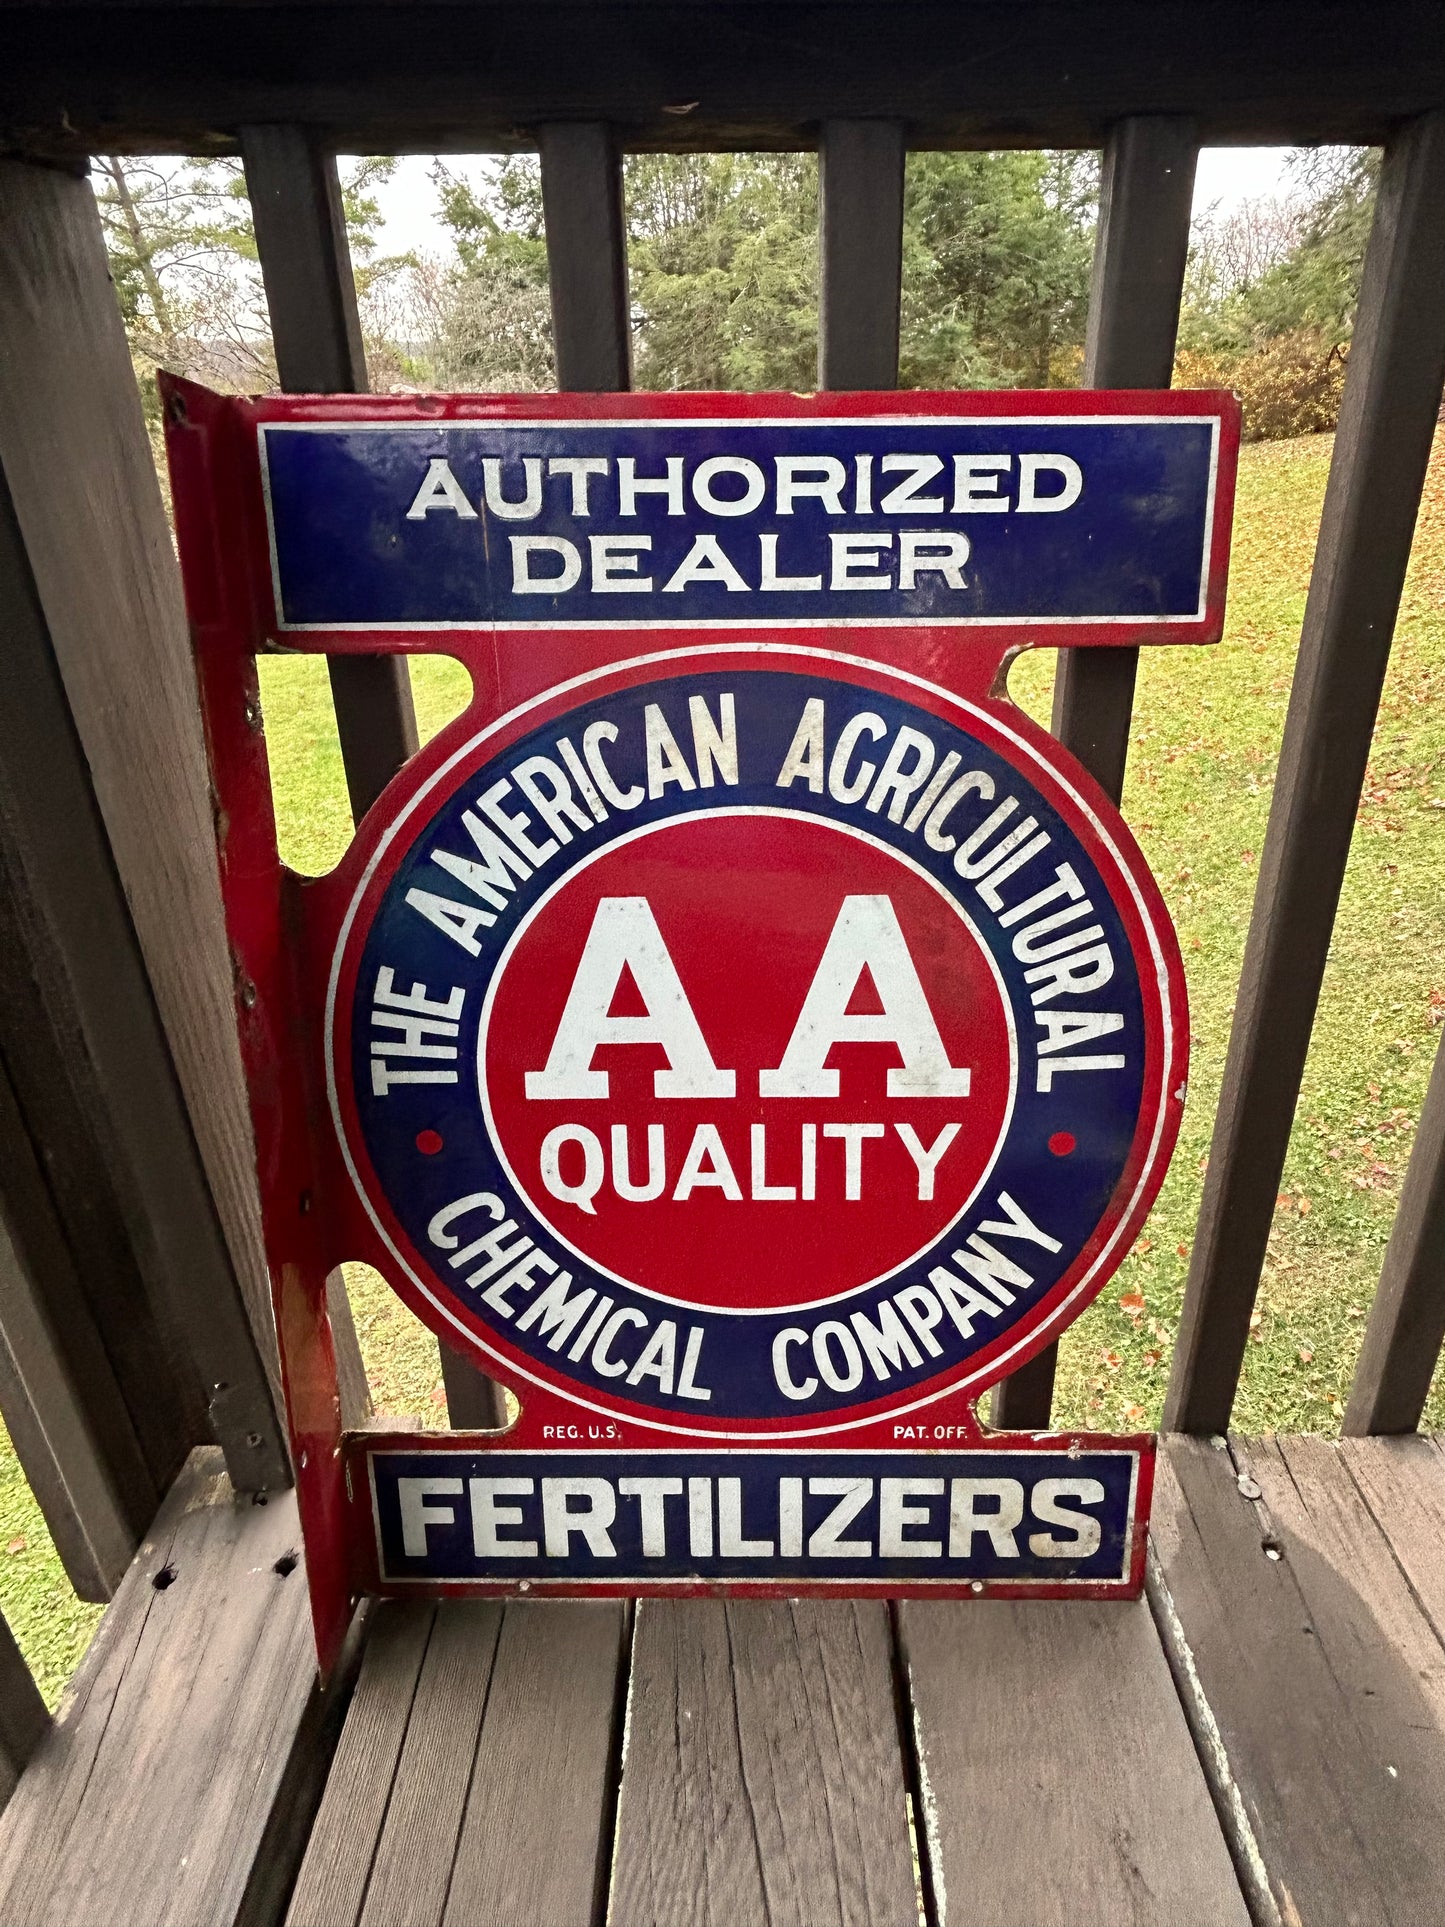 AUTHORIZED
DEALER
THE AMERICAN AGRICULTURAL
AA
QUALITY
CHEMICAL COMPANY
REG. U.S. PAT. OFF.
FERTILIZERS